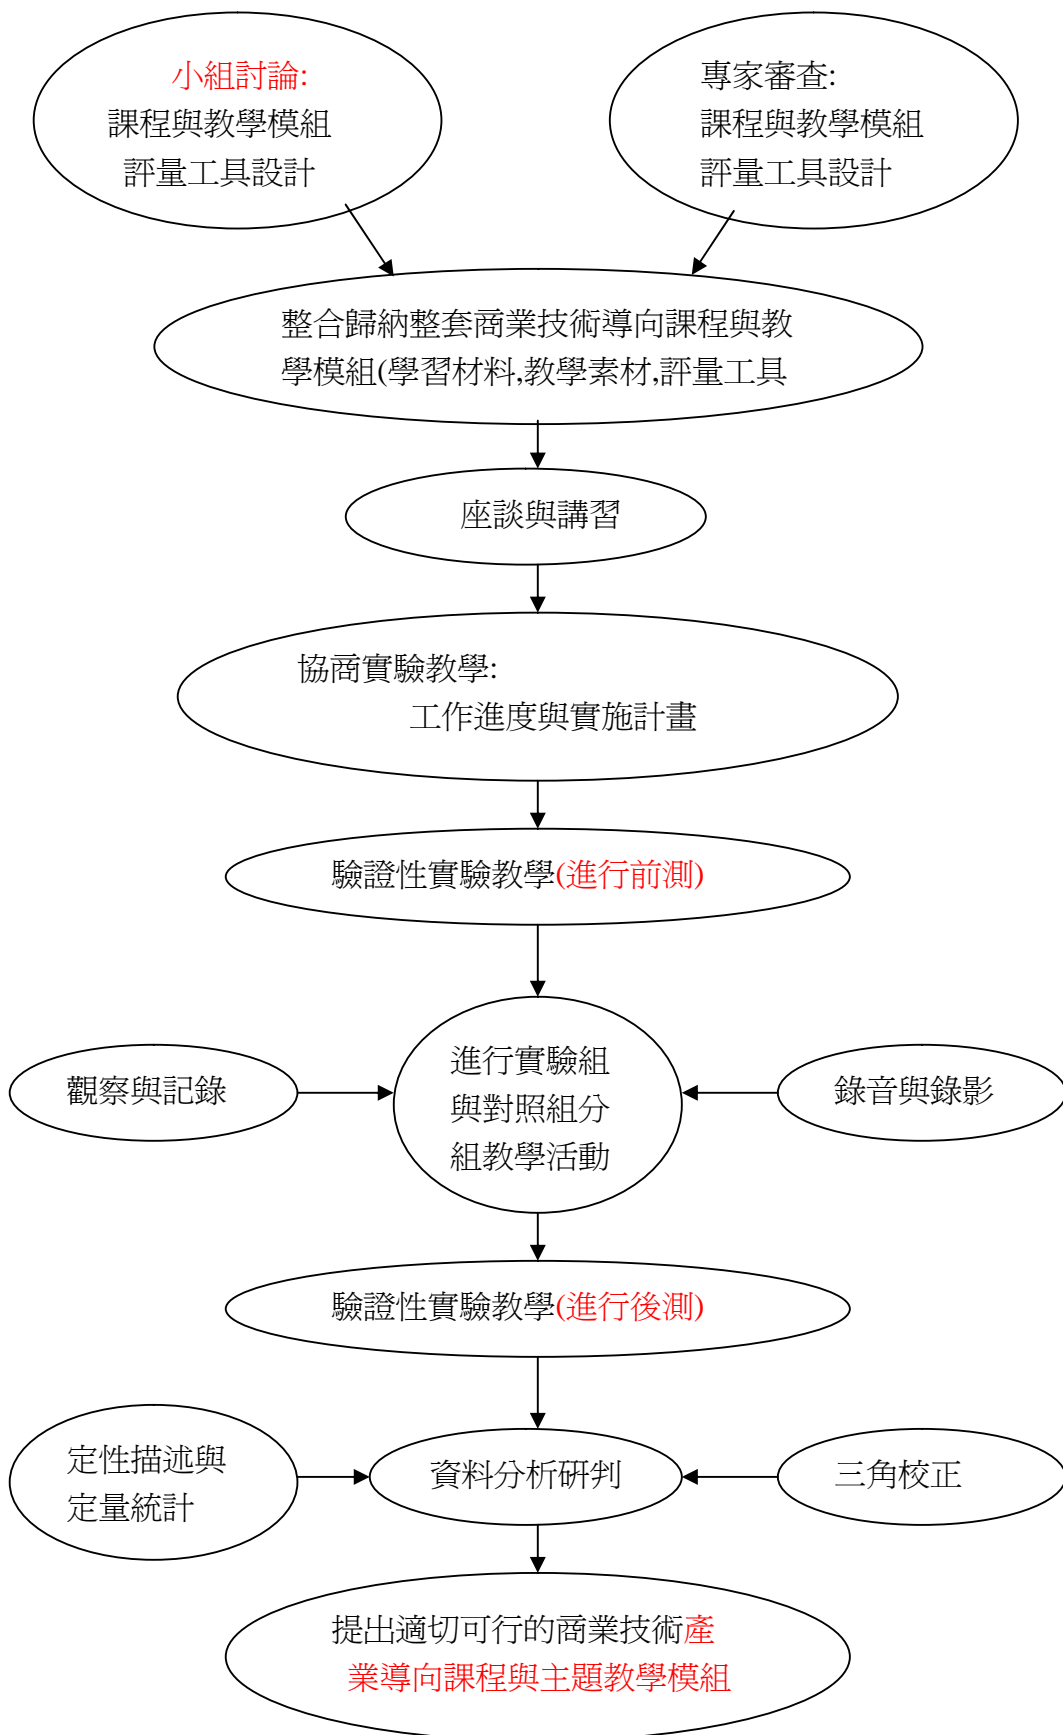 小組討論:
課程與教學模組
評量工具設計
專家審查:
課程與教學模組
評量工具設計
整合歸納整套商業技術導向課程與教
學模組(學習材料,教學素材,評量工具
座談與講習
協商實驗教學:
工作進度與實施計畫
驗證性實驗教學(進行前測)
觀察與記錄
進行實驗組
與對照組分
組教學活動
錄音與錄影
驗證性實驗教學(進行後測)
定性描述與
定量統計
資料分析研判
三角校正
提出適切可行的商業技術產
業導向課程與主題教學模組